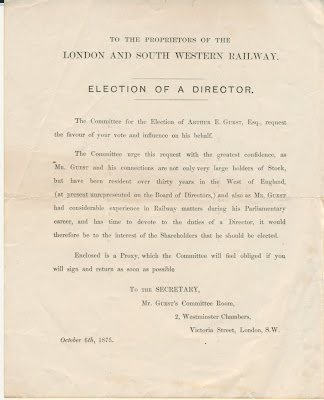 TO THE PROPRIETORS OF THE
LONDON AND SOUTH WESTERN RAILWAY.
ELECTION OF A DIRECTOR.
The Committee for the Election of ARTHUR E. GUEST, Esq., request
the favour of your vote and influence on his behalf.
The Committee urge this request with the greatest confidence, as
MR. GUEST and his connections are not only very large holders of Stock,
but have been resident over thirty years in the West of England,
(at present unrepresented on the Board of Directors,) and also as MR. GUEST
had considerable experience in Railway matters during his Parliamentary
career, and has time to devote to the duties of a Director, it would
therefore be to the interest of the Shareholders that he should be elected.
Enclosed is a Proxy, which the Committee will feel obliged if you
will sign and return as soon as possible
To the SECRETARY,
Mr. GUEST'S Committee Room,
2, Westminster Chambers,
Victoria Street, London, S.W.
October 6th, 1875.